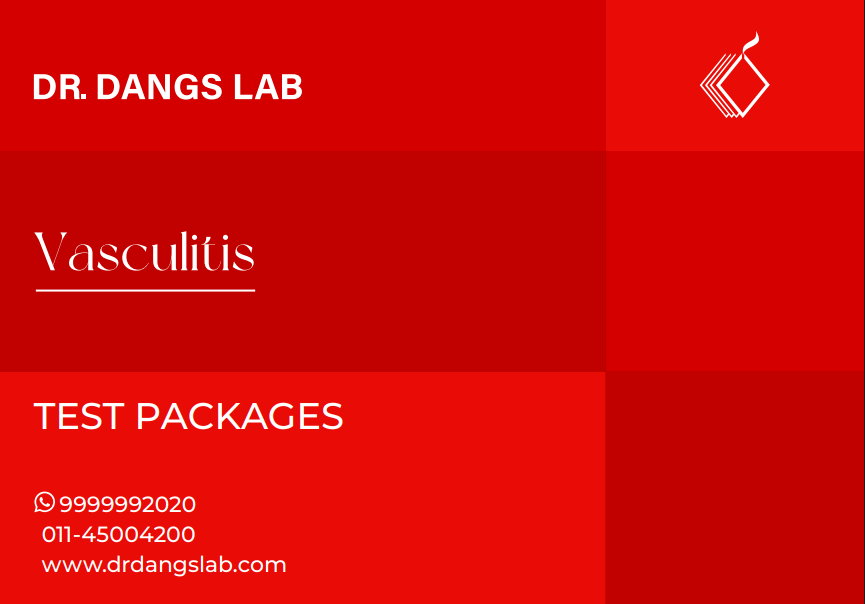 DR. DANGS LAB
Vasculitis
TEST PACKAGES
9999992020
011-45004200
www.drdangslab.com